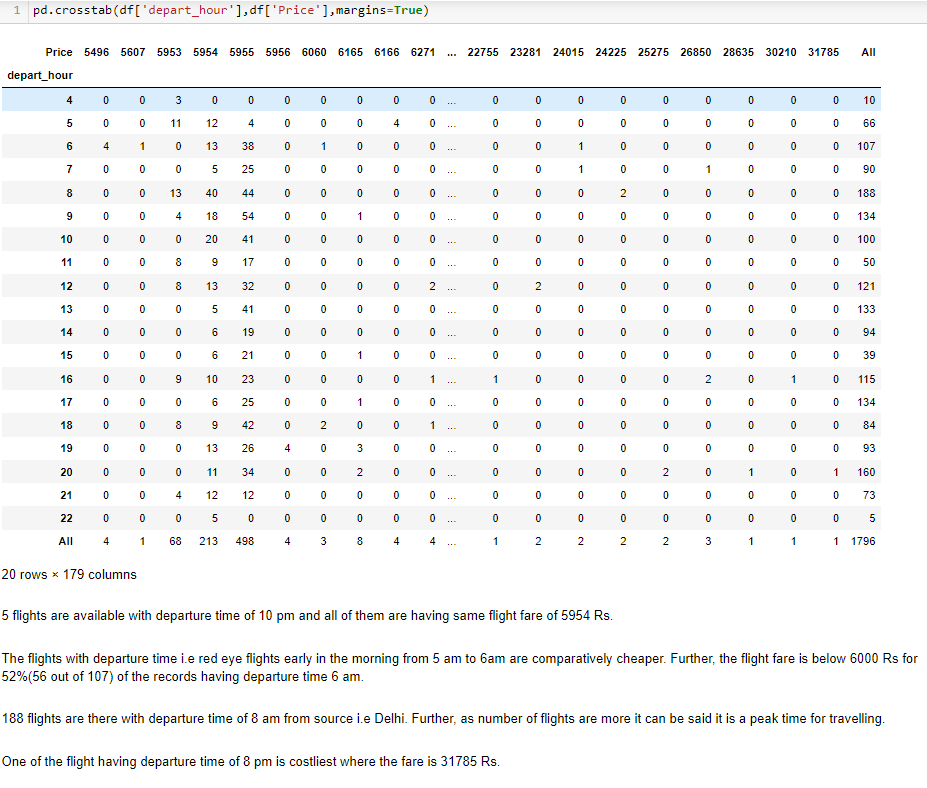 1 pd.crosstab(df['depart_hour'],df['Price'],margins=True)
Price 5496 5607 5953 5954 5955 5956 6060 6165 6166 6271 ... 22755 23281 24015 24225 25275 26850 28635 30210 31785 All
depart_hour
4 0 0 3 0 0 0 0 0 0 0 ... 0 0 0 0 0 0 0 0 0 10
5 0 0 11 12 4 0 0 0 4 0 ... 0 0 0 0 0 0 0 0 0 66
6 4 1 0 13 38 0 1 0 0 0 ... 0 0 1 0 0 0 0 0 0 107
7 0 0 0 5 25 0 0 0 0 0 ... 0 0 1 0 0 1 0 0 0 90
8 0 0 13 40 44 0 0 0 0 0 ... 0 0 0 2 0 0 0 0 0 188
9 0 0 4 18 54 0 0 1 0 0 ... 0 0 0 0 0 0 0 0 0 134
10 0 0 0 20 41 0 0 0 0 0 ... 0 0 0 0 0 0 0 0 0 100
11 0 0 8 9 17 0 0 0 0 0 ... 0 0 0 0 0 0 0 0 0 50
12 0 0 8 13 32 0 0 0 0 2 ... 0 2 0 0 0 0 0 0 0 121
13 0 0 0 5 41 0 0 0 0 0 ... 0 0 0 0 0 0 0 0 0 133
14 0 0 0 6 19 0 0 0 0 0 ... 0 0 0 0 0 0 0 0 0 94
15 0 0 0 6 21 0 0 1 0 0 ... 0 0 0 0 0 0 0 0 0 39
16 0 0 9 10 23 0 0 0 0 1 ... 1 0 0 0 0 2 0 1 0 115
17 0 0 0 6 25 0 0 1 0 0 ... 0 0 0 0 0 0 0 0 0 134
18 0 0 8 9 42 0 2 0 0 1 ... 0 0 0 0 0 0 0 0 0 84
19 0 0 0 13 26 4 0 3 0 0 ... 0 0 0 0 0 0 0 0 0 93
20 0 0 0 11 34 0 0 2 0 0 ... 0 0 0 0 2 0 1 0 1 160
21 0 0 4 12 12 0 0 0 0 0 ... 0 0 0 0 0 0 0 0 0 73
22 0 0 0 5 0 0 0 0 0 0 ... 0 0 0 0 0 0 0 0 0 5
All 4 1 68 213 498 4 3 8 4 4 ... 1 2 2 2 2 3 1 1 1 1796
20 rows × 179 columns
5 flights are available with departure time of 10 pm and all of them are having same flight fare of 5954 Rs.
The flights with departure time i.e red eye flights early in the morning from 5 am to 6am are comparatively cheaper. Further, the flight fare is below 6000 Rs for
52%(56 out of 107) of the records having departure time 6 am.
188 flights are there with departure time of 8 am from source i.e Delhi. Further, as number of flights are more it can be said it is a peak time for travelling.
One of the flight having departure time of 8 pm is costliest where the fare is 31785 Rs.